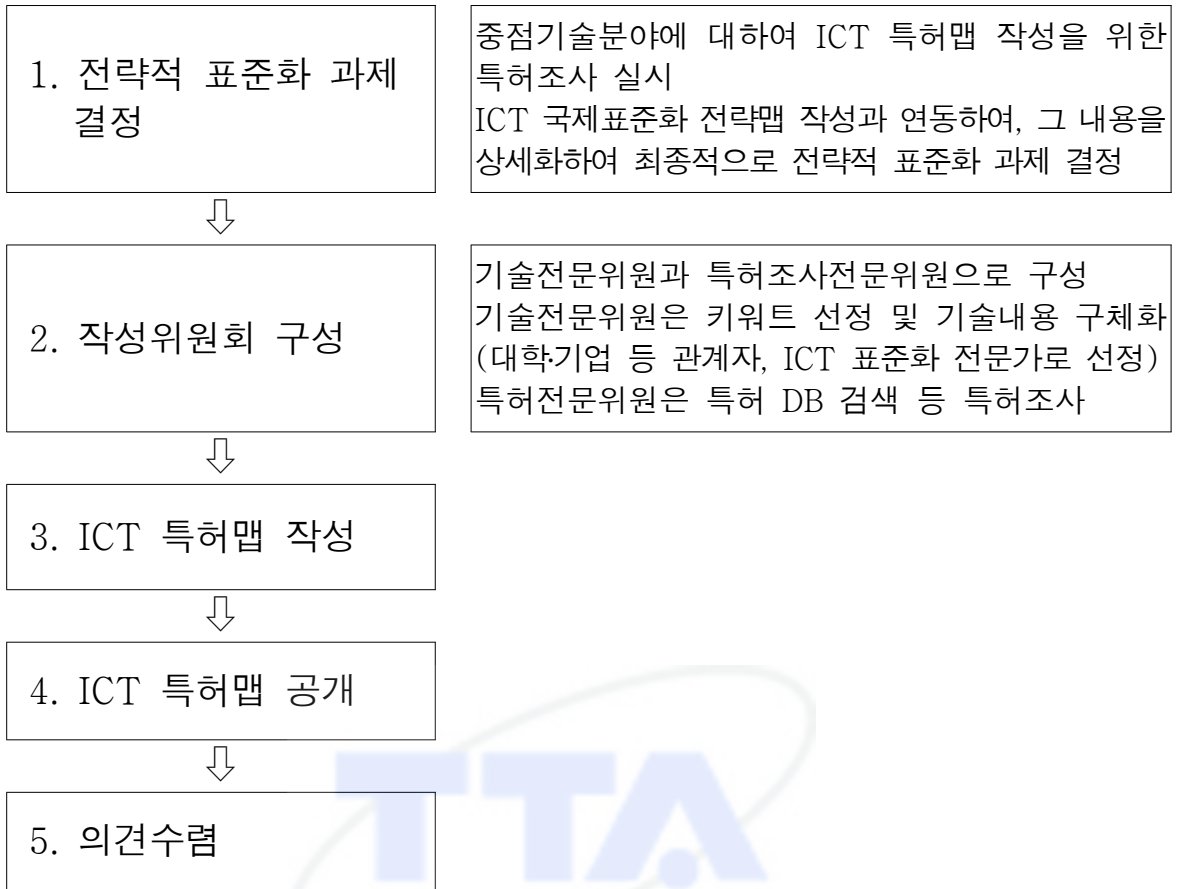 1. 전략적 표준화 과제
결정
중점기술분야에 대하여 ICT 특허맵 작성을 위한
특허조사 실시
ICT 국제표준화 전략맵 작성과 연동하여, 그 내용을
상세화하여 최종적으로 전략적 표준화 과제 결정
2. 작성위원회 구성
기술전문위원과 특허조사전문위원으로 구성
기술전문위원은 키워트 선정 및 기술내용 구체화
(대학·기업 등 관계자, ICT 표준화 전문가로 선정)
특허전문위원은 특허 DB 검색 등 특허조사
3. ICT 특허맵 작성
4. ICT 특허맵 공개
TTA
5. 의견수렴